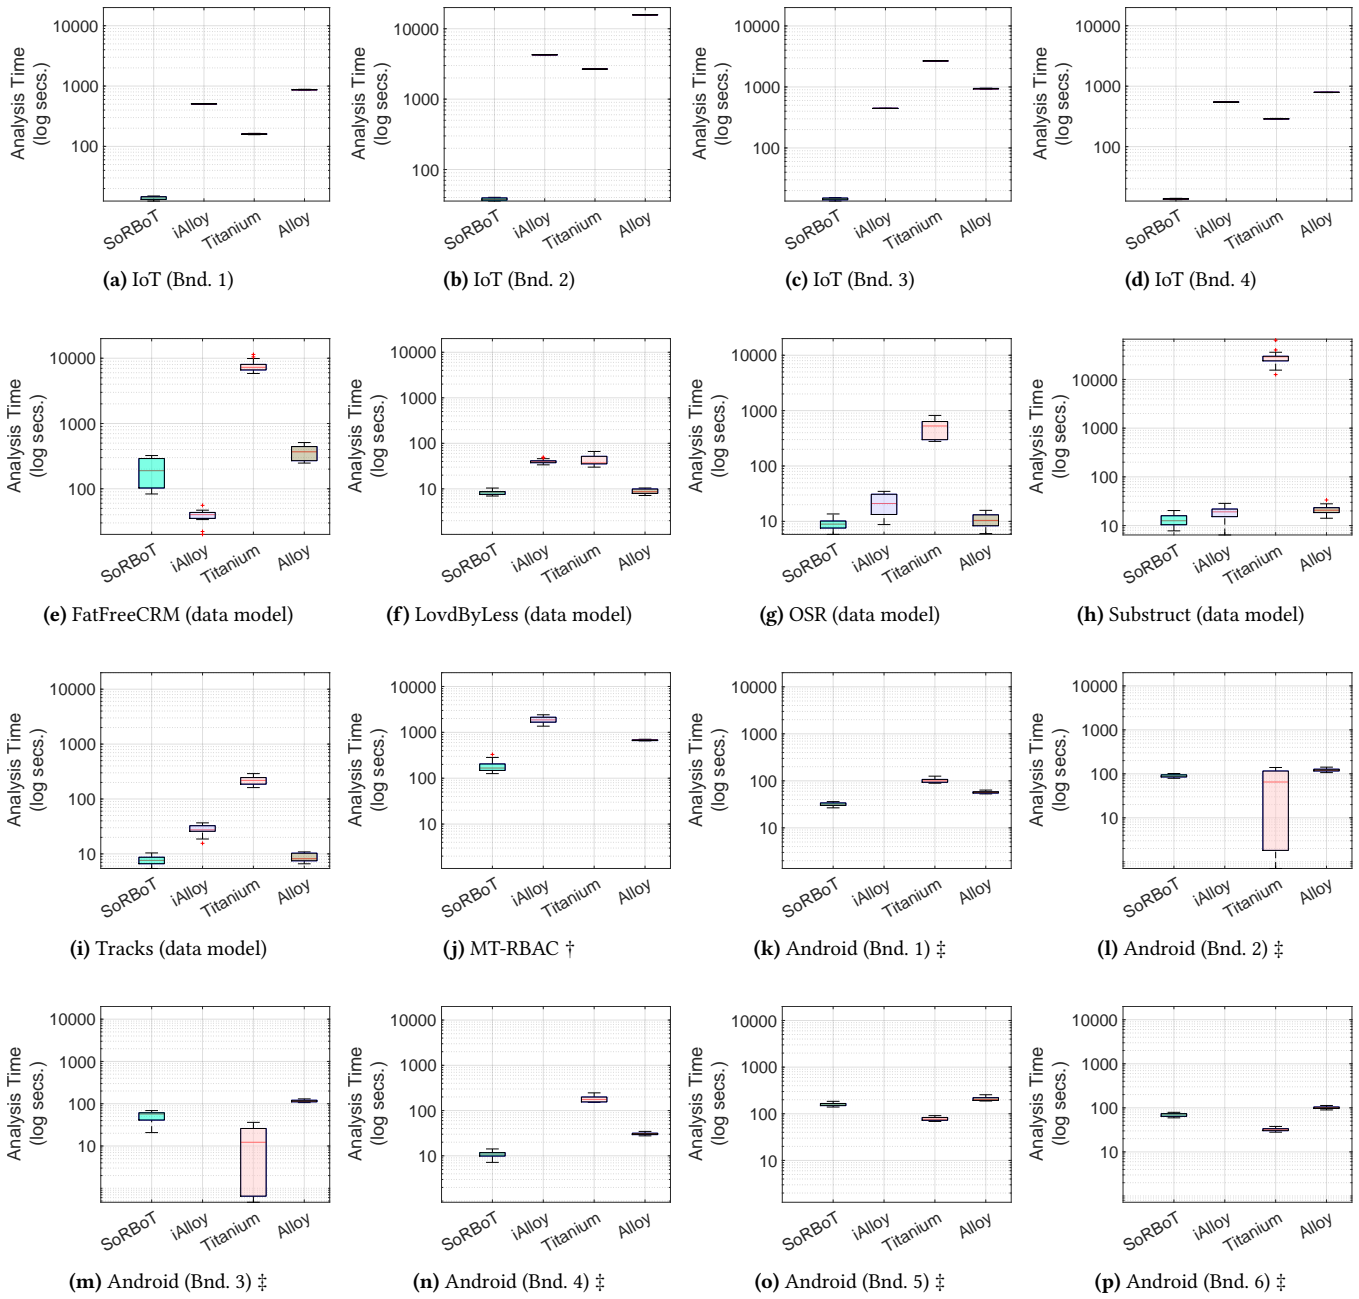 10000
1000
100
Analysis Time
(log secs.)
SoRBoT
iAlloy
Titanium
Alloy
(a) IoT (Bnd. 1)
10000
1000
100
Analysis Time
(log secs.)
SoRBoT
iAlloy
Titanium
Alloy
(b) IoT (Bnd. 2)
10000
1000
100
Analysis Time
(log secs.)
SoRBoT
iAlloy
Titanium
Alloy
(c) IoT (Bnd. 3)
10000
1000
100
Analysis Time
(log secs.)
SoRBoT
iAlloy
Titanium
Alloy
(d) IoT (Bnd. 4)
10000
1000
100
Analysis Time
(log secs.)
SoRBoT
iAlloy
Titanium
Alloy
(e) FatFreeCRM (data model)
10000
1000
100
10
Analysis Time
(log secs.)
SoRBoT
iAlloy
Titanium
Alloy
(f) LovdByLess (data model)
10000
1000
100
10
Analysis Time
(log secs.)
SoRBoT
iAlloy
Titanium
Alloy
(g) OSR (data model)
10000
1000
100
10
Analysis Time
(log secs.)
SoRBoT
iAlloy
Titanium
Alloy
(h) Substruct (data model)
10000
1000
100
10
Analysis Time
(log secs.)
SoRBoT
iAlloy
Titanium
Alloy
(i) Tracks (data model)
10000
1000
100
10
Analysis Time
(log secs.)
SoRBoT
iAlloy
Titanium
Alloy
(j) MT-RBAC †
10000
1000
100
10
Analysis Time
(log secs.)
SoRBoT
iAlloy
Titanium
Alloy
(k) Android (Bnd. 1) ‡
10000
1000
100
10
Analysis Time
(log secs.)
SoRBoT
iAlloy
Titanium
Alloy
(l) Android (Bnd. 2) ‡
10000
1000
100
10
Analysis Time
(log secs.)
SoRBoT
iAlloy
Titanium
Alloy
(m) Android (Bnd. 3) ‡
10000
1000
100
10
Analysis Time
(log secs.)
SoRBoT
iAlloy
Titanium
Alloy
(n) Android (Bnd. 4) ‡
10000
1000
100
10
Analysis Time
(log secs.)
SoRBoT
iAlloy
Titanium
Alloy
(o) Android (Bnd. 5) ‡
10000
1000
100
10
Analysis Time
(log secs.)
SoRBoT
iAlloy
Titanium
Alloy
(p) Android (Bnd. 6) ‡